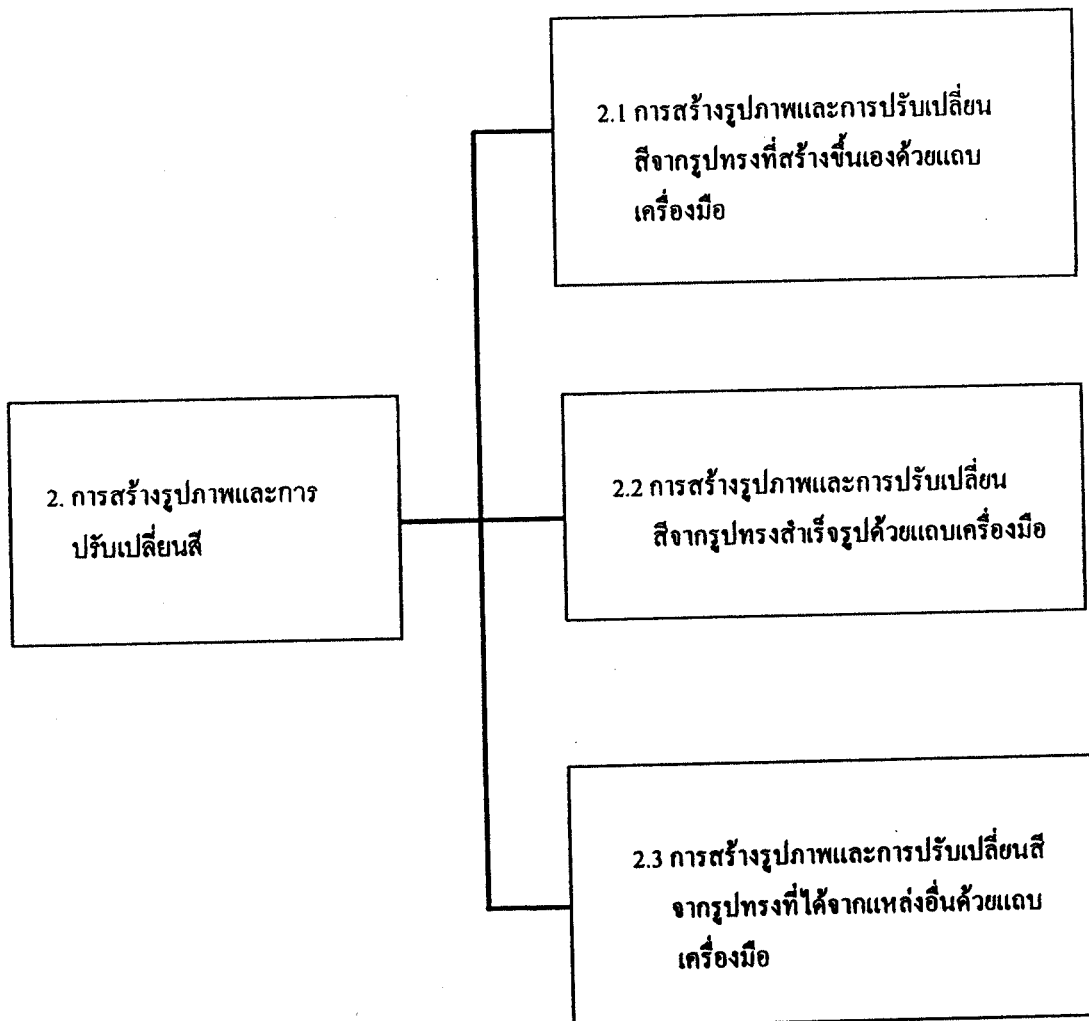 2.1 การสร้างรูปภาพและการปรับเปลี่ยน
สีจากรูปทรงที่สร้างขึ้นเองด้วยแถบ
เครื่องมือ
2. การสร้างรูปภาพและการ
ปรับเปลี่ยนสี
2.2 การสร้างรูปภาพและการปรับเปลี่ยน
สีจากรูปทรงสำเร็จรูปด้วยแถบเครื่องมือ
2.3 การสร้างรูปภาพและการปรับเปลี่ยนสี
จากรูปทรงที่ได้จากแหล่งอื่นด้วยแถบ
เครื่องมือ